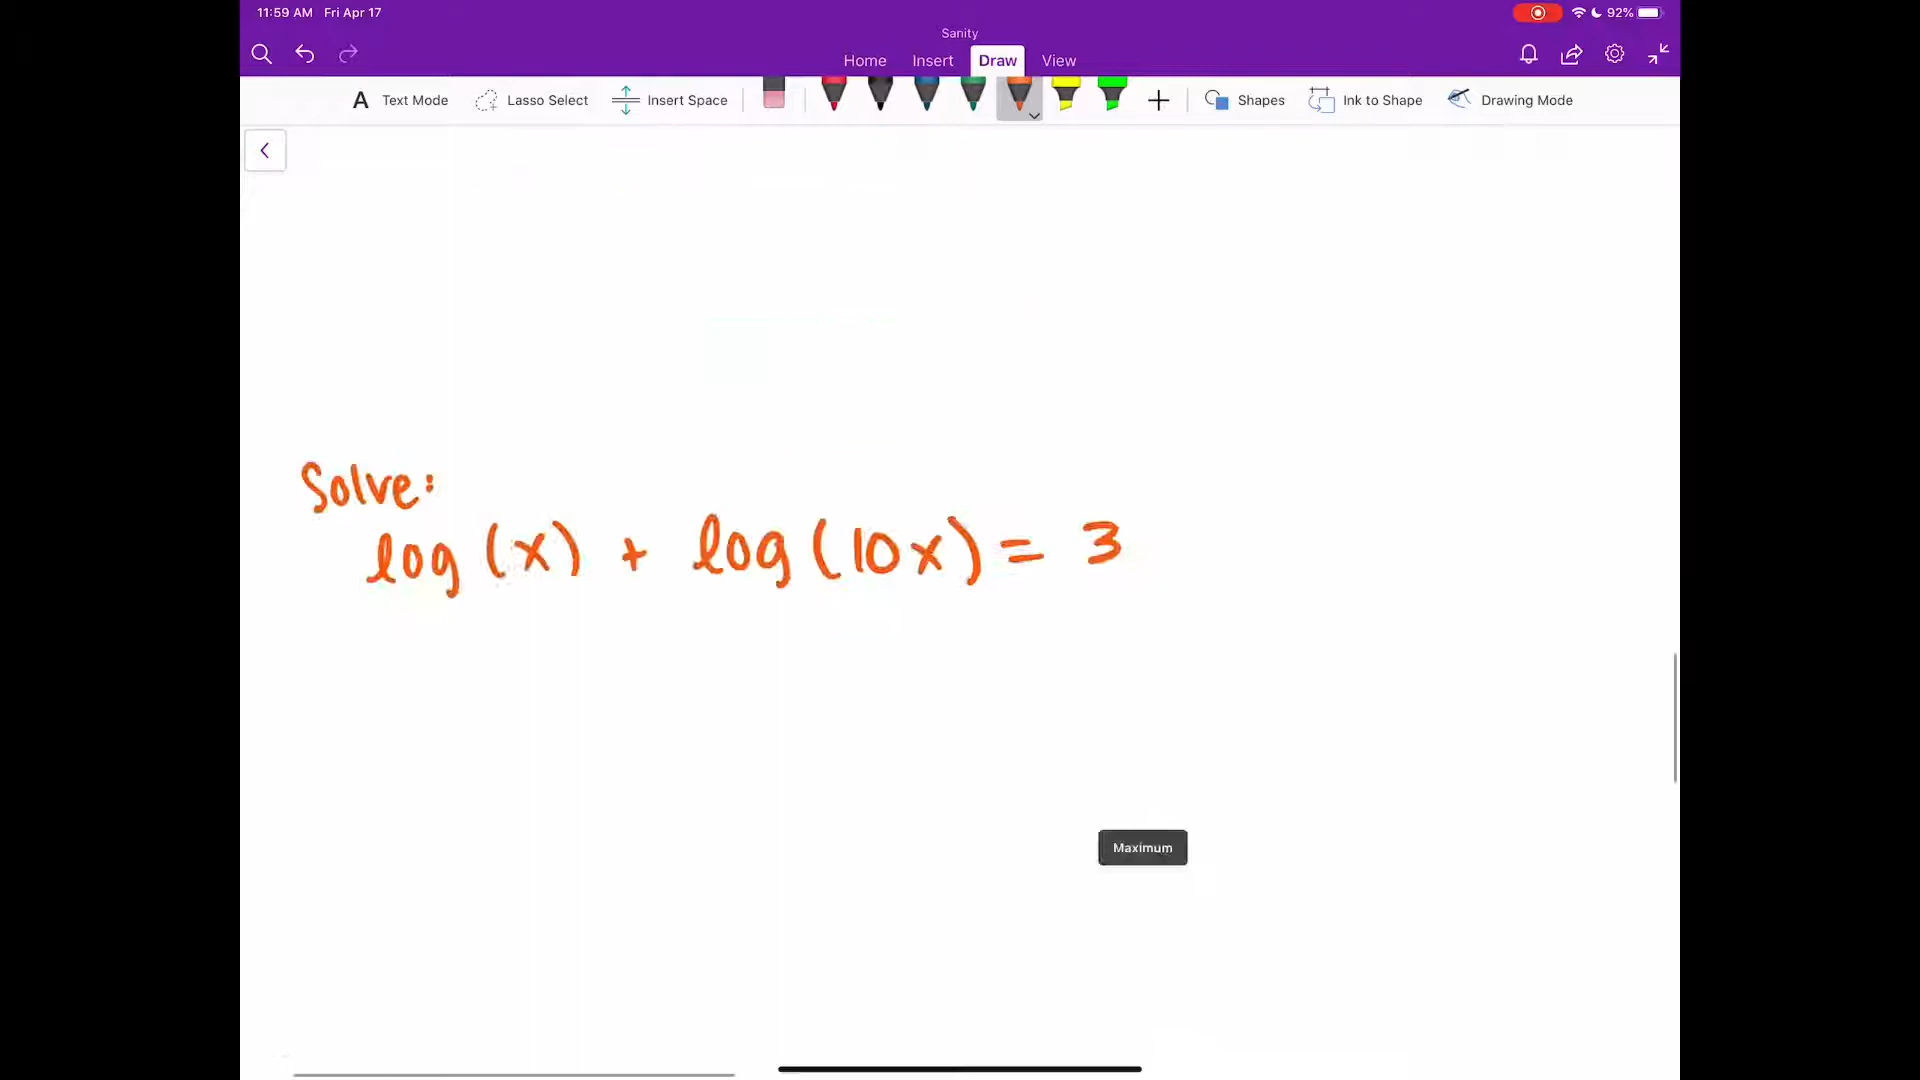 11:59 AM Fri Apr 17
92%
Sanity
Home Insert Draw View
A Text Mode Lasso Select Insert Space Shapes Ink to Shape Drawing Mode
Solve:
log (x) + log (10x) = 3
Maximum